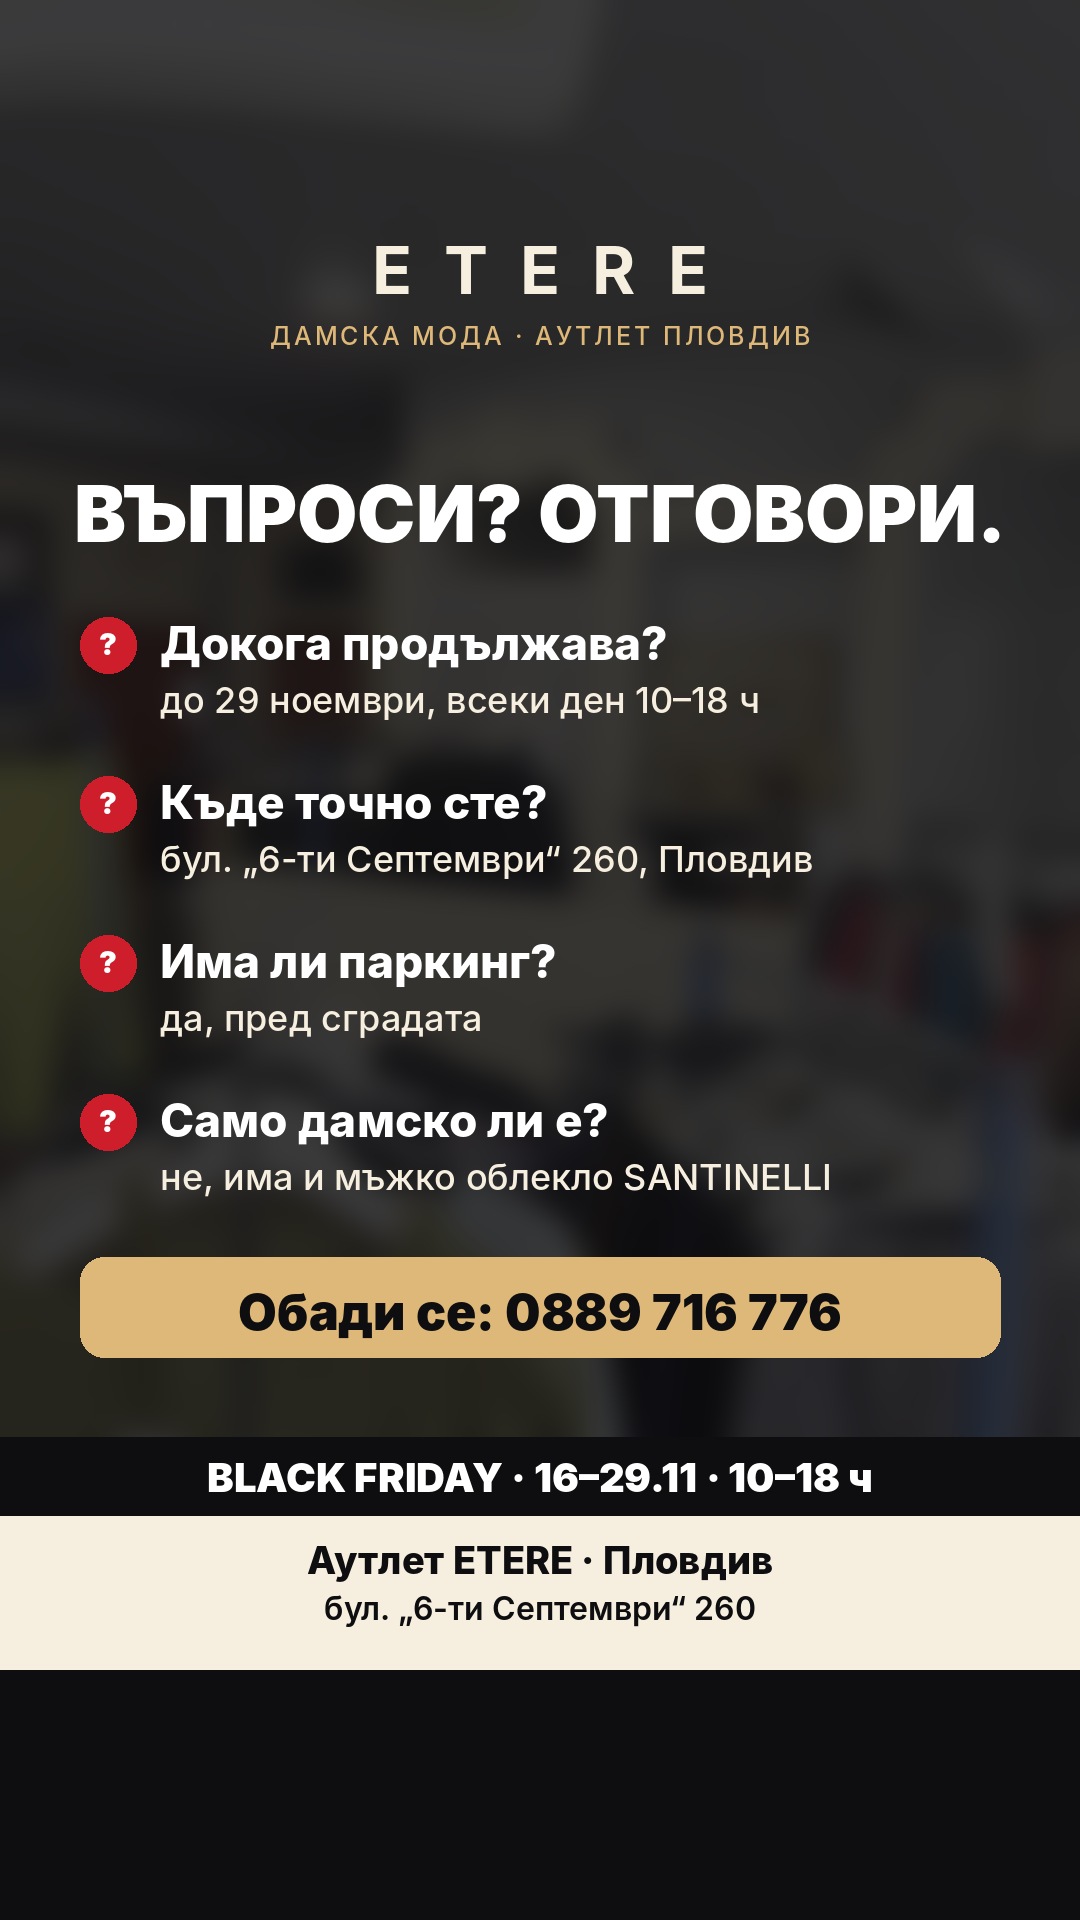 ETERE
ДАМСКА МОДА · АУТЛЕТ ПЛОВДИВ
ВЪПРОСИ? ОТГОВОРИ.
? Докога продължава?
до 29 ноември, всеки ден 10–18 ч
? Къде точно сте?
бул. „6-ти Септември“ 260, Пловдив
? Има ли паркинг?
да, пред сградата
? Само дамско ли е?
не, има и мъжко облекло SANTINELLI
Обади се: 0889 716 776
BLACK FRIDAY · 16–29.11 · 10–18 ч
Аутлет ETERE · Пловдив
бул. „6-ти Септември“ 260